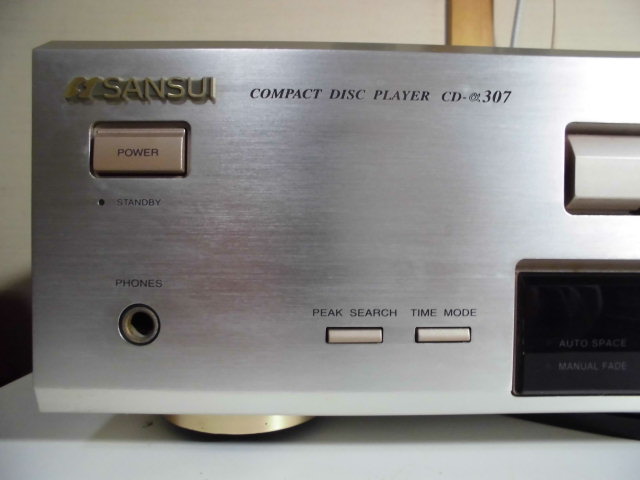 SANSUI
COMPACT DISC PLAYER CD-α307
POWER
STANDBY
PHONES
PEAK SEARCH TIME MODE
AUTO SPACE
MANUAL FADE